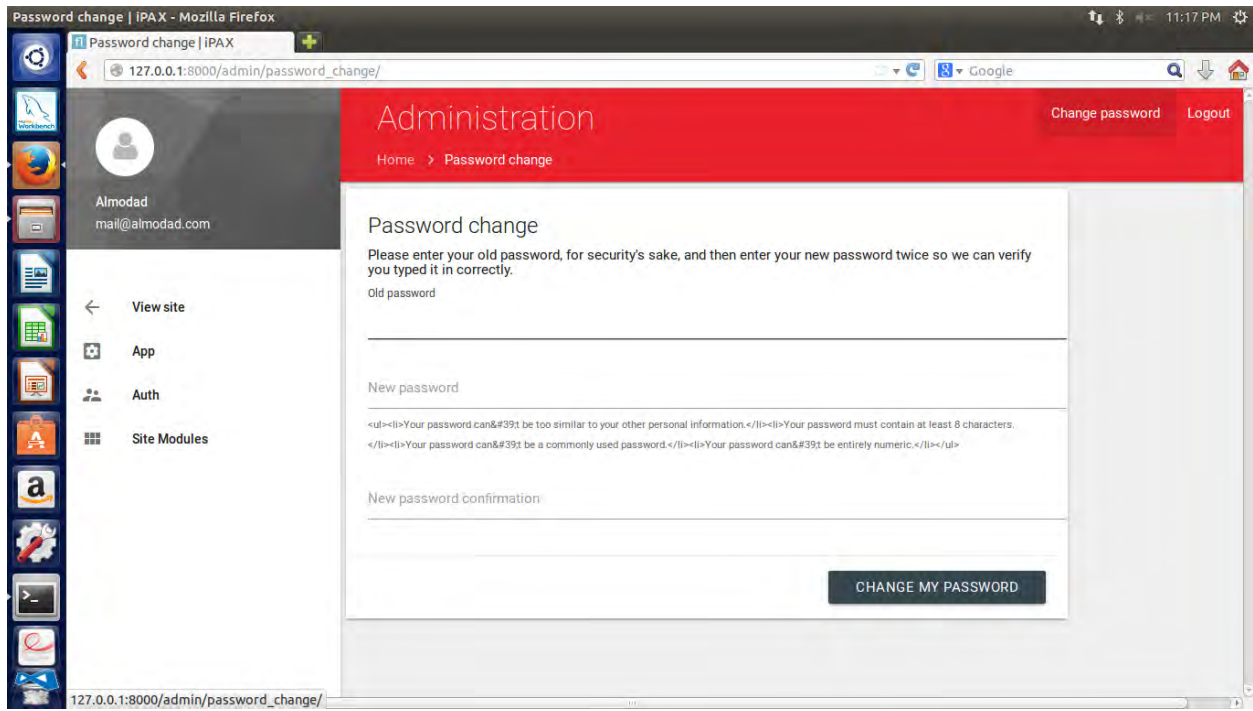 Password change | iPAX - Mozilla Firefox
11:17 PM
Password change | iPAX
127.0.0.1:8000/admin/password_change/
Google
Workbench
Administration
Change password
Logout
Home > Password change
Almodad
mail@almodad.com
View site
App
Auth
Site Modules
Password change
Please enter your old password, for security's sake, and then enter your new password twice so we can verify
you typed it in correctly.
Old password
New password
<ul><li>Your password can&#39;t be too similar to your other personal information.</li><li>Your password must contain at least 8 characters.
</li><li>Your password can&#39;t be a commonly used password.</li><li>Your password can&#39;t be entirely numeric.</li></ul>
New password confirmation
CHANGE MY PASSWORD
127.0.0.1:8000/admin/password_change/